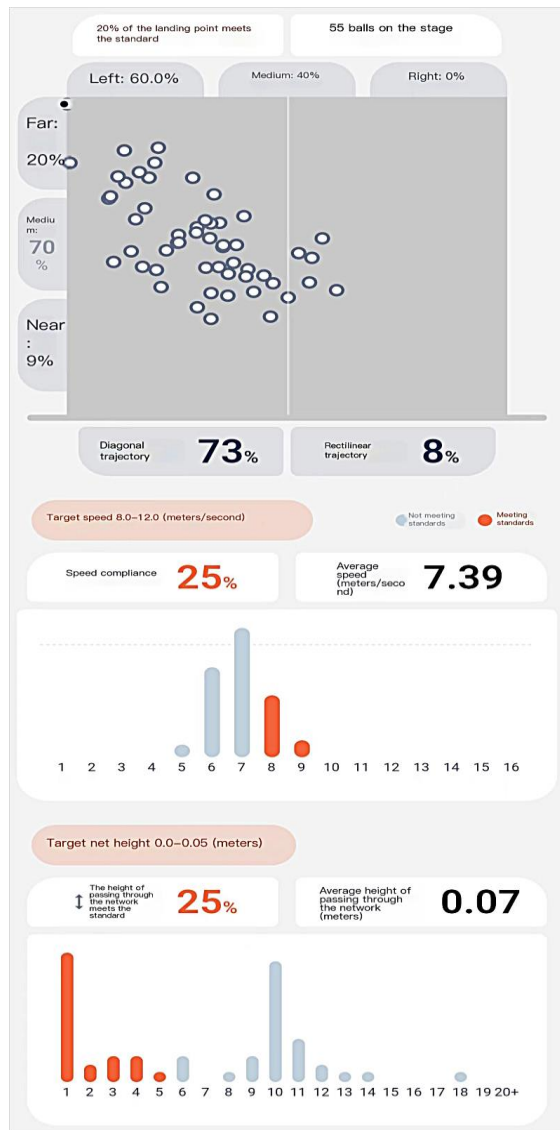 20% of the landing point meets
the standard
55 balls on the stage
Left: 60.0%
Medium: 40%
Right: 0%
Far:
20%
Mediu
m:
70
%
Near
:
9%
Diagonal
trajectory
73%
Rectilinear
trajectory
8%
Target speed 8.0–12.0 (meters/second)
Not meeting
standards
Meeting
standards
Speed compliance
25%
Average
speed
(meters/seco
nd)
7.39
1 2 3 4 5 6 7 8 9 10 11 12 13 14 15 16
Target net height 0.0–0.05 (meters)
The height of
passing through
the network
meets the
standard
25%
Average height of
passing through
the network
(meters)
0.07
1 2 3 4 5 6 7 8 9 10 11 12 13 14 15 16 17 18 19 20+